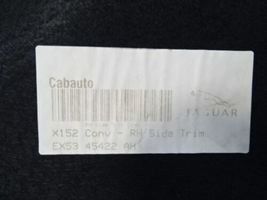 Cabauto
JAGUAR
X152 Conv - RH Side Trim
EX53 45422 AH